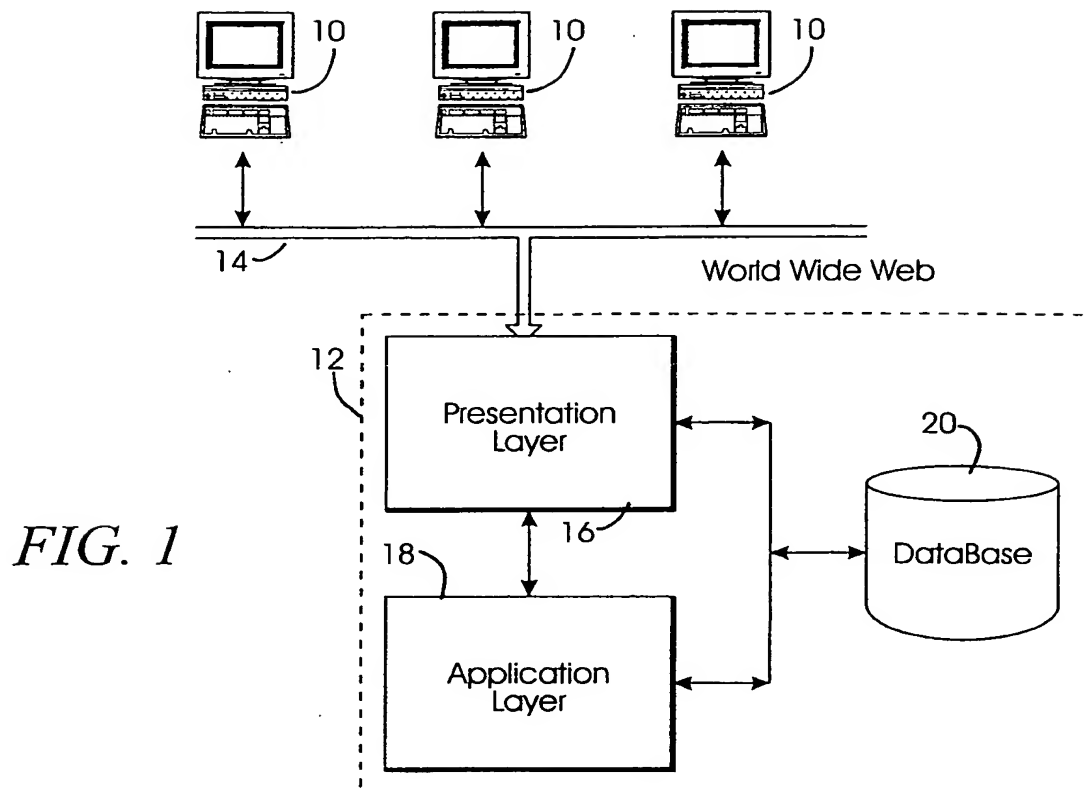 10
10
10
14
World Wide Web
12
Presentation
Layer
16
20
DataBase
FIG. 1
18
Application
Layer